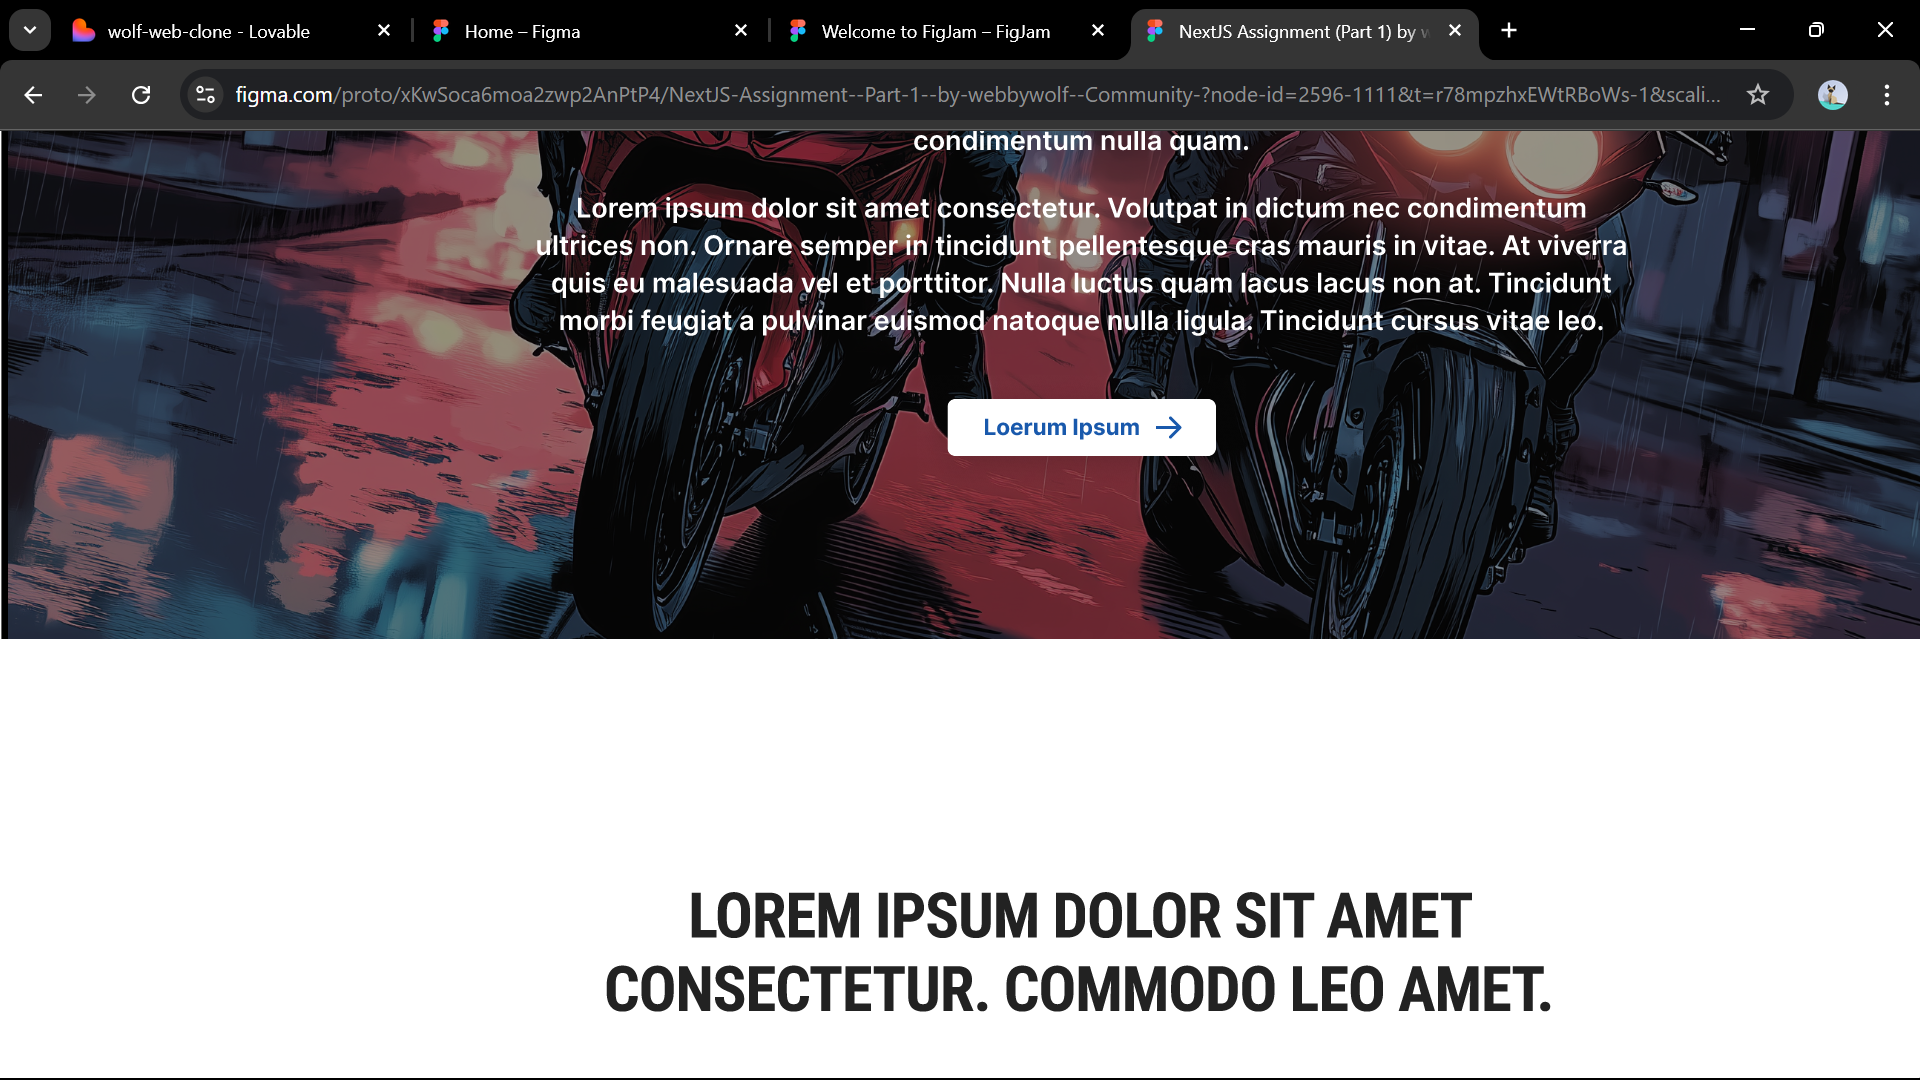 wolf-web-clone - Lovable
Home – Figma
Welcome to FigJam – FigJam
NextJS Assignment (Part 1) by w
figma.com/proto/xKwSoca6moa2zwp2AnPtP4/NextJS-Assignment--Part-1--by-webbywolf--Community-?node-id=2596-1111&t=r78mpzhxEWtRBoWs-1&scali...
condimentum nulla quam.
Lorem ipsum dolor sit amet consectetur. Volutpat in dictum nec condimentum
ultrices non. Ornare semper in tincidunt pellentesque cras mauris in vitae. At viverra
quis eu malesuada vel et porttitor. Nulla luctus quam lacus lacus non at. Tincidunt
morbi feugiat a pulvinar euismod natoque nulla ligula. Tincidunt cursus vitae leo.
Loerum Ipsum
LOREM IPSUM DOLOR SIT AMET
CONSECTETUR. COMMODO LEO AMET.